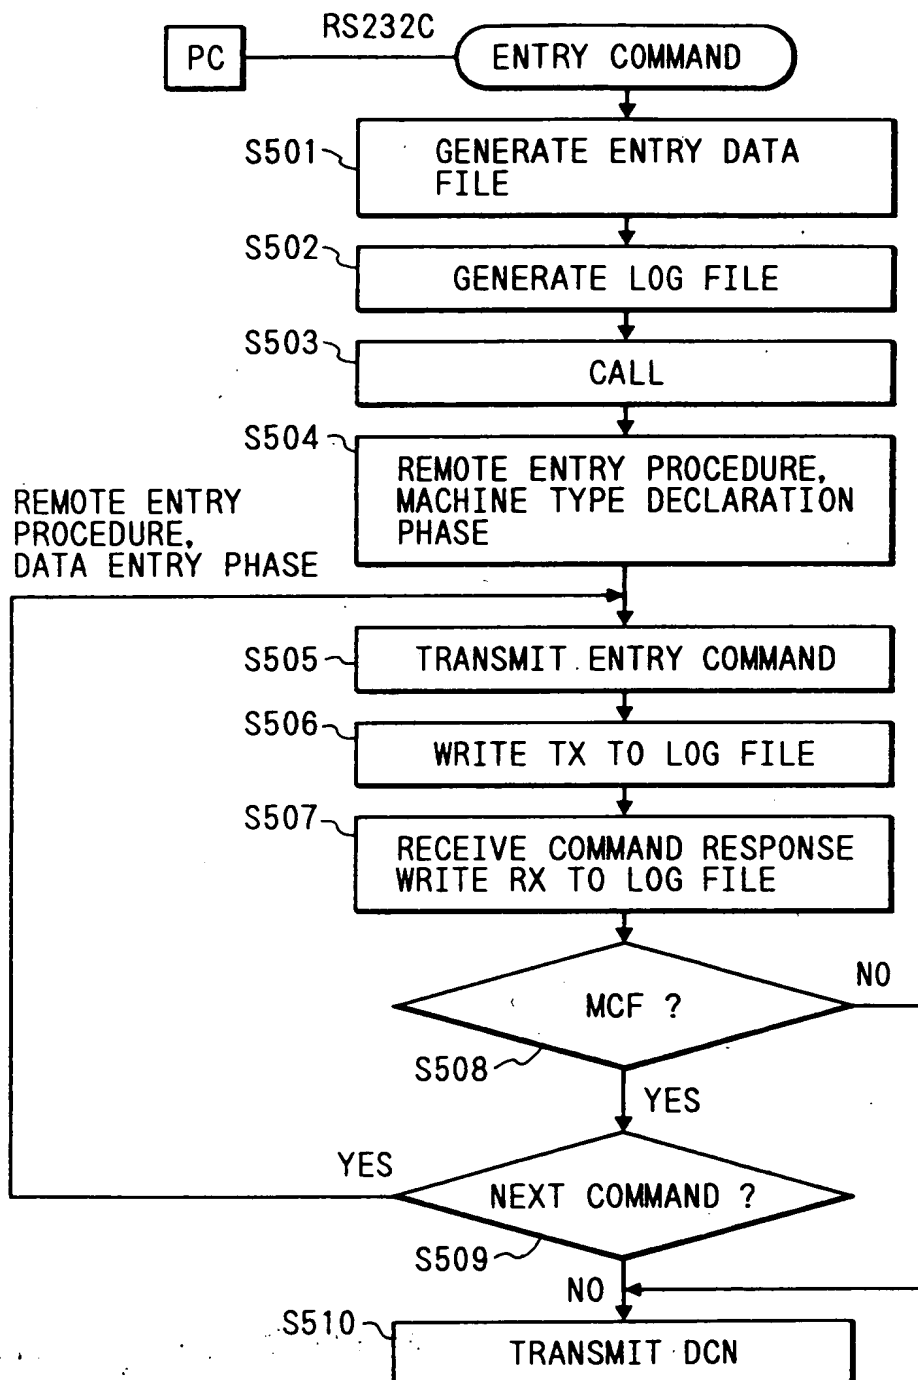 RS232C
PC
ENTRY COMMAND
S501
GENERATE ENTRY DATA
FILE
S502
GENERATE LOG FILE
S503
CALL
S504
REMOTE ENTRY PROCEDURE,
MACHINE TYPE DECLARATION
PHASE
REMOTE ENTRY
PROCEDURE,
DATA ENTRY PHASE
S505
TRANSMIT ENTRY COMMAND
S506
WRITE TX TO LOG FILE
S507
RECEIVE COMMAND RESPONSE
WRITE RX TO LOG FILE
NO
MCF ?
S508
YES
YES
NEXT COMMAND ?
S509
NO
S510
TRANSMIT DCN